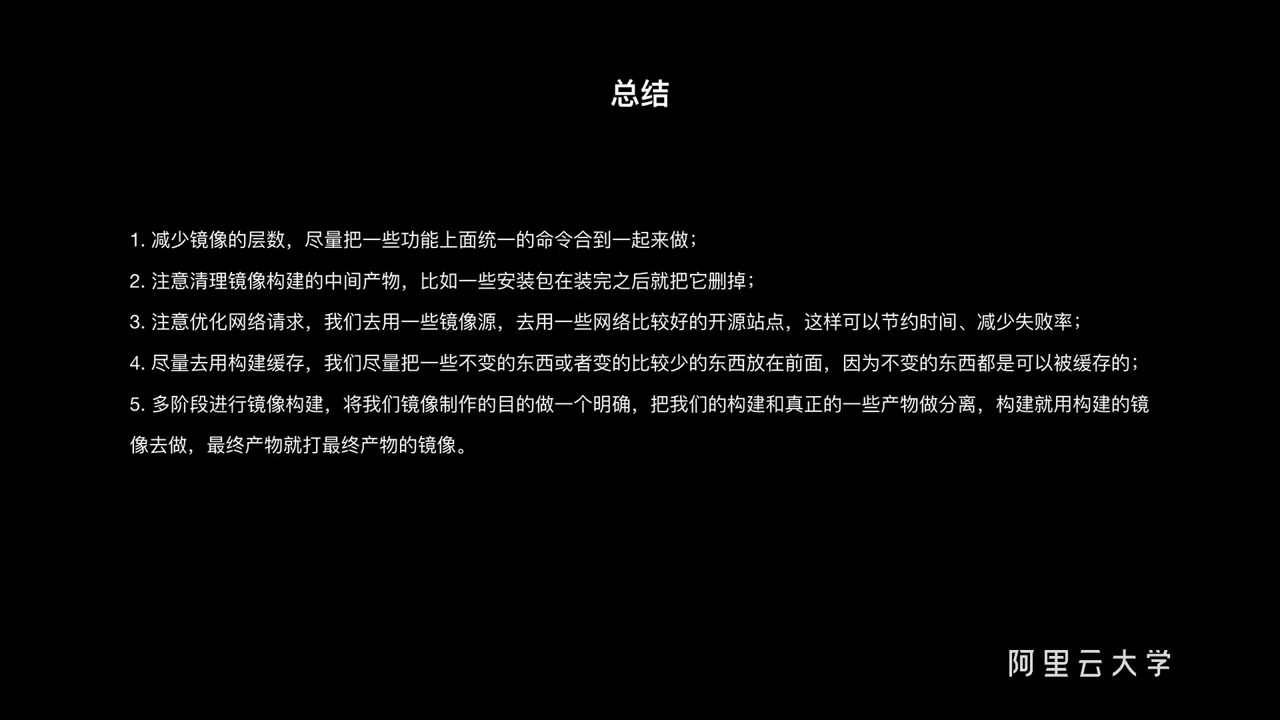 总结
1. 减少镜像的层数，尽量把一些功能上面统一的命令合到一起来做；
2. 注意清理镜像构建的中间产物，比如一些安装包在装完之后就把它删掉；
3. 注意优化网络请求，我们去用一些镜像源，去用一些网络比较好的开源站点，这样可以节约时间、减少失败率；
4. 尽量去用构建缓存，我们尽量把一些不变的东西或者变的比较少的东西放在前面，因为不变的东西都是可以被缓存的；
5. 多阶段进行镜像构建，将我们镜像制作的目的做一个明确，把我们的构建和真正的一些产物做分离，构建就用构建的镜
像去做，最终产物就打最终产物的镜像。
阿里云大学